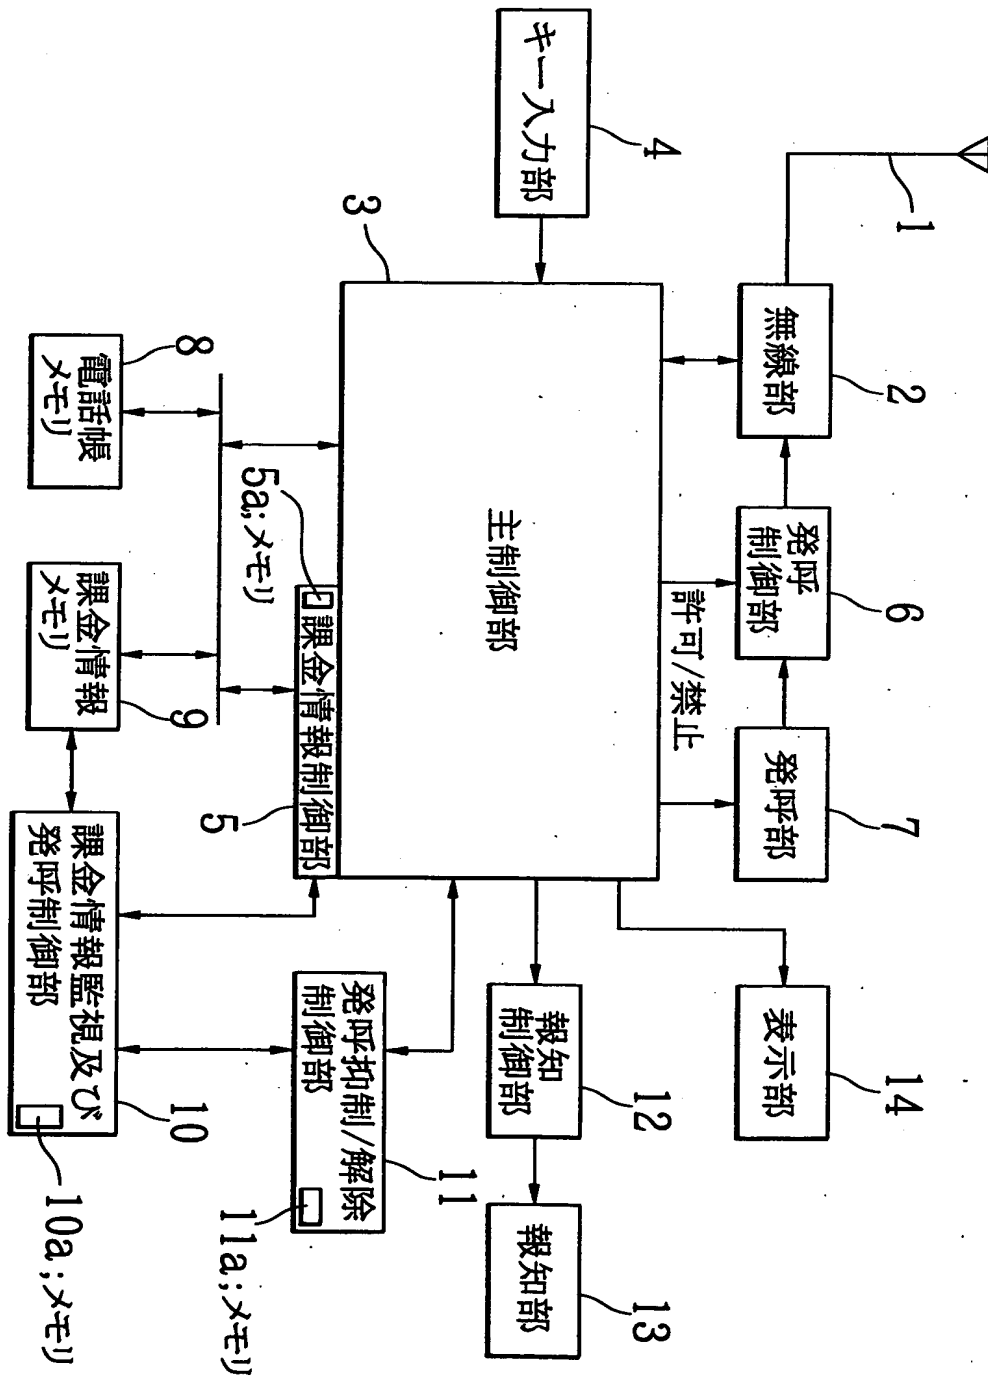 1
無線部
2
発呼
制御部
6
発呼部
7
許可/禁止
キー入力部
4
3
主制御部
表示部
14
報知
制御部
12
報知部
13
5a;メモリ
課金情報制御部
5
発呼抑制/解除
制御部
11
11a;メモリ
8
電話帳
メモリ
課金情報
メモリ
9
課金情報監視及び
発呼制御部
10
10a;メモリ